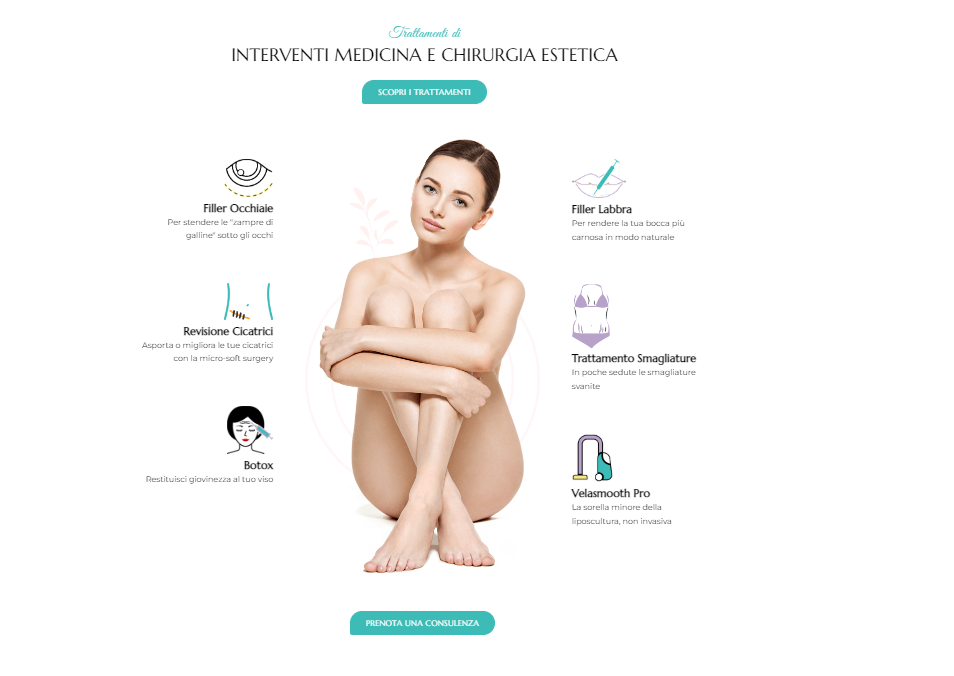 Trattamenti di
INTERVENTI MEDICINA E CHIRURGIA ESTETICA
SCOPRI I TRATTAMENTI
Filler Occhiaie
Per stendere le "zampre di
galline" sotto gli occhi
Revisione Cicatrici
Asporta o migliora le tue cicatrici
con la micro-soft surgery
Botox
Restituisci giovinezza al tuo viso
Filler Labbra
Per rendere la tua bocca più
carnosa in modo naturale
Trattamento Smagliature
In poche sedute le smagliature
svanite
Velasmooth Pro
La sorella minore della
liposcultura, non invasiva
PRENOTA UNA CONSULENZA